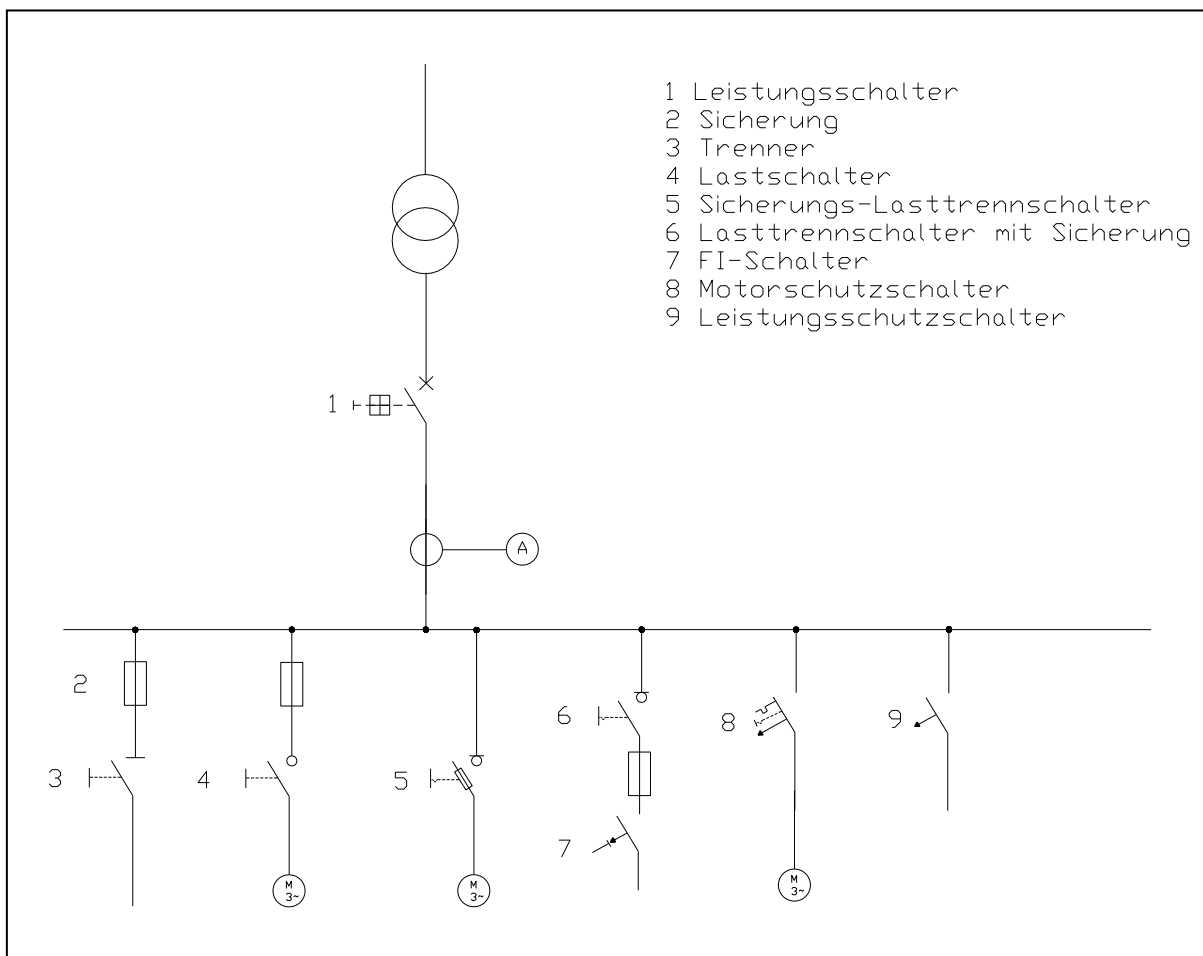 1 Leistungsschalter
2 Sicherung
3 Trenner
4 Lastschalter
5 Sicherungs-Lasttrennschalter
6 Lasttrennschalter mit Sicherung
7 FI-Schalter
8 Motorschutzschalter
9 Leistungsschutzschalter
1
A
2
3
4
5
6
7
8
9
M
3~
M
3~
M
3~